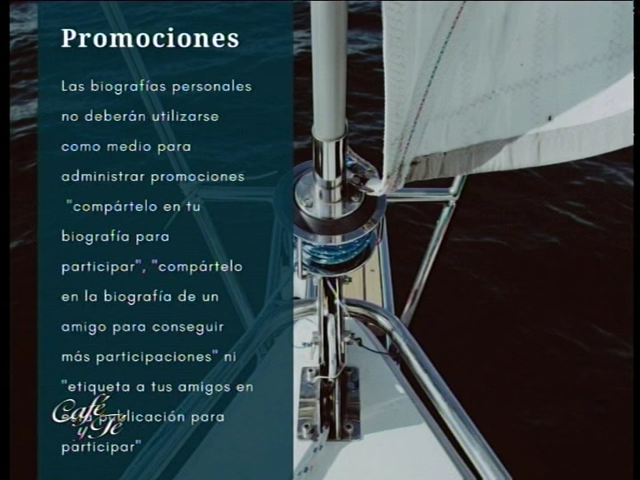 Promociones
Las biografías personales
no deberán utilizarse
como medio para
administrar promociones
"compártelo en tu
biografía para
participar", "compártelo
en la biografía de un
amigo para conseguir
más participaciones" ni
"etiqueta a tus amigos en
esta publicación para
participar"
Café
y Té